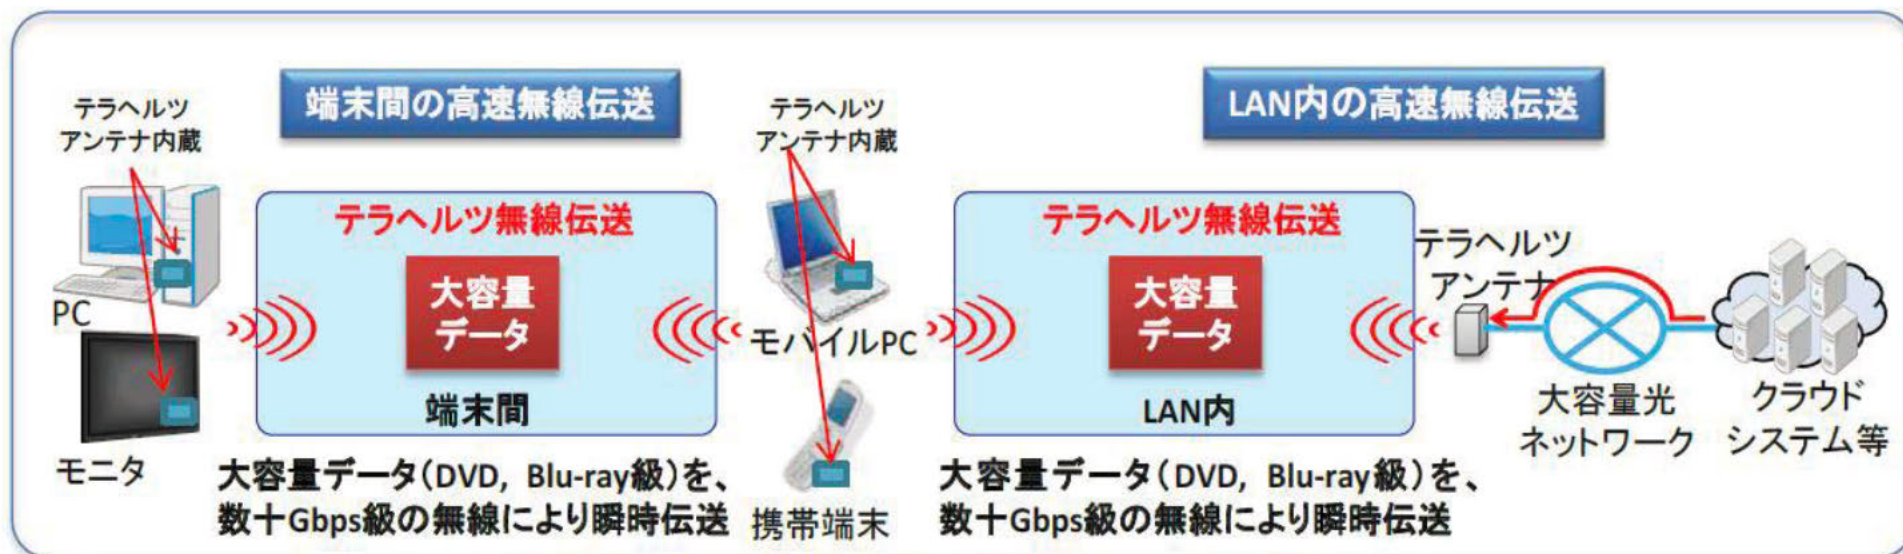 端末間の高速無線伝送
LAN内の高速無線伝送
テラヘルツ
アンテナ内蔵
PC
モニタ
テラヘルツ無線伝送
大容量
データ
端末間
大容量データ(DVD, Blu-ray級)を、
数十Gbps級の無線により瞬時伝送
テラヘルツ
アンテナ内蔵
モバイルPC
携帯端末
テラヘルツ無線伝送
大容量
データ
LAN内
大容量データ(DVD, Blu-ray級)を、
数十Gbps級の無線により瞬時伝送
テラヘルツ
アンテナ
大容量光
ネットワーク
クラウド
システム等